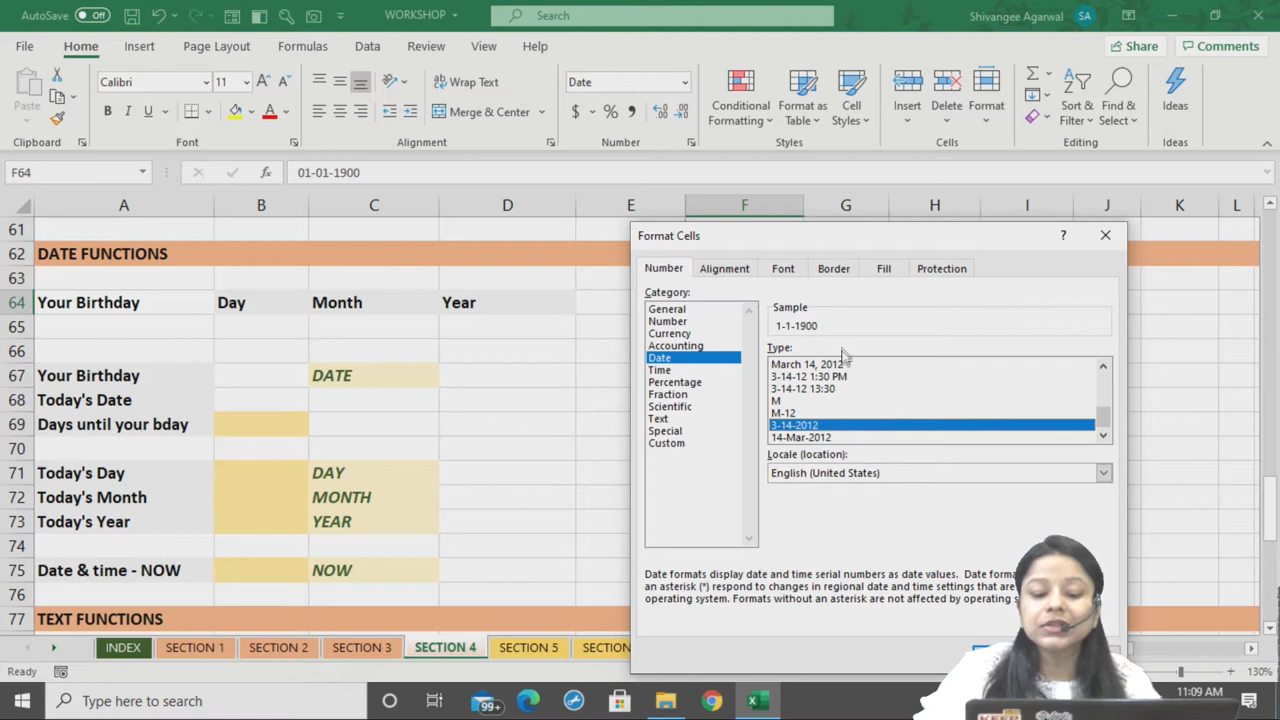 AutoSave Off WORKSHOP Search Shivangee Agarwal SA
File Home Insert Page Layout Formulas Data Review View Help Share Comments
Paste Calibri 11 Wrap Text Date Conditional Formatting Format as Table Cell Styles Insert Delete Format Sort & Filter Find & Select Ideas
B I U A Merge & Center $ % ,
Clipboard Font Alignment Number Styles Cells Editing Ideas
F64 fx 01-01-1900
A B C D E F G H I J K L
61
62 DATE FUNCTIONS
63
64 Your Birthday Day Month Year
65
66
67 Your Birthday DATE
68 Today's Date
69 Days until your bday
70
71 Today's Day DAY
72 Today's Month MONTH
73 Today's Year YEAR
74
75 Date & time - NOW NOW
76
77 TEXT FUNCTIONS
Format Cells ?
Number Alignment Font Border Fill Protection
Category:
General
Number
Currency
Accounting
Date
Time
Percentage
Fraction
Scientific
Text
Special
Custom
Sample
1-1-1900
Type:
March 14, 2012
3-14-12 1:30 PM
3-14-12 13:30
M
M-12
3-14-2012
14-Mar-2012
Locale (location):
English (United States)
Date formats display date and time serial numbers as date values. Date
an asterisk (*) respond to changes in regional date and time settings that are
operating system. Formats without an asterisk are not affected by operating
INDEX SECTION 1 SECTION 2 SECTION 3 SECTION 4 SECTION 5 SECTION
Ready 130%
Type here to search 99+ 11:09 AM